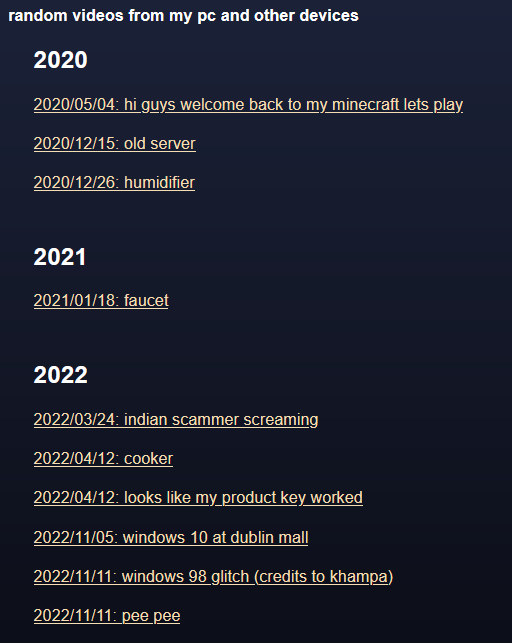 random videos from my pc and other devices
2020
2020/05/04: hi guys welcome back to my minecraft lets play
2020/12/15: old server
2020/12/26: humidifier
2021
2021/01/18: faucet
2022
2022/03/24: indian scammer screaming
2022/04/12: cooker
2022/04/12: looks like my product key worked
2022/11/05: windows 10 at dublin mall
2022/11/11: windows 98 glitch (credits to khampa)
2022/11/11: pee pee